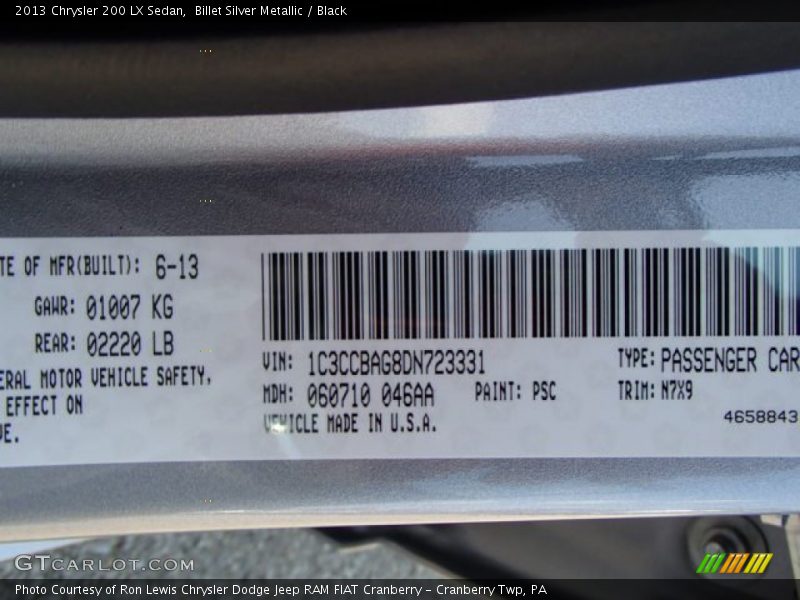 2013 Chrysler 200 LX Sedan,  Billet Silver Metallic / Black
TE OF MFR(BUILT): 6-13
GAWR: 01007 KG
REAR: 02220 LB
ERAL MOTOR VEHICLE SAFETY,
EFFECT ON
VE.
VIN: 1C3CCBAG8DN723331
TYPE: PASSENGER CAR
MDH: 060710 046AA
PAINT: PSC
TRIM: N7X9
VEHICLE MADE IN U.S.A.
4658843
GTCARLOT.COM
Photo Courtesy of Ron Lewis Chrysler Dodge Jeep RAM FIAT Cranberry – Cranberry Twp, PA